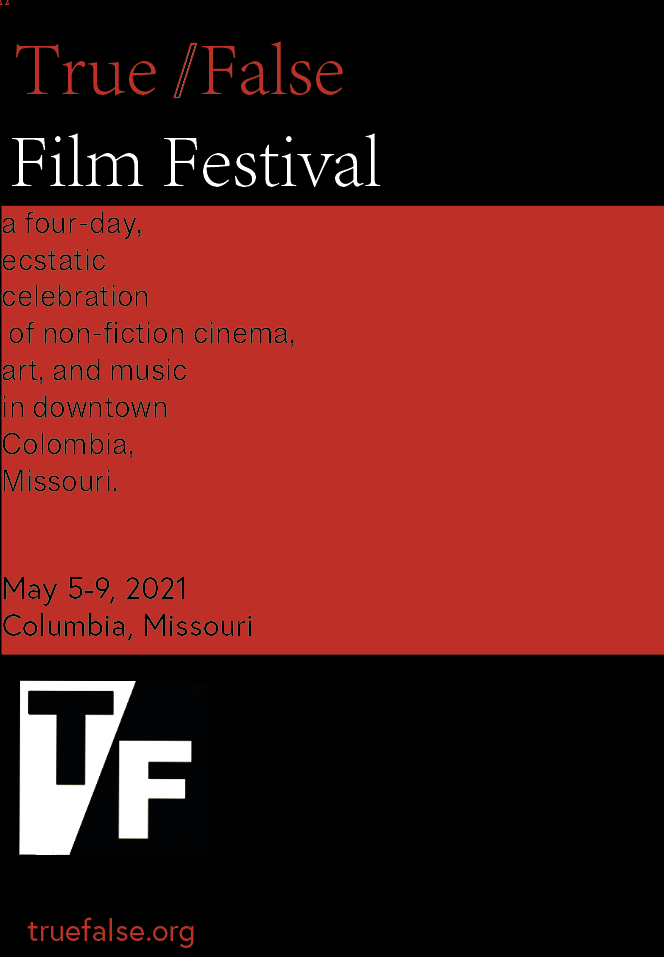 True /False
Film Festival
a four-day,
ecstatic
celebration
of non-fiction cinema,
art, and music
in downtown
Colombia,
Missouri.
May 5-9, 2021
Columbia, Missouri
T/F
truefalse.org